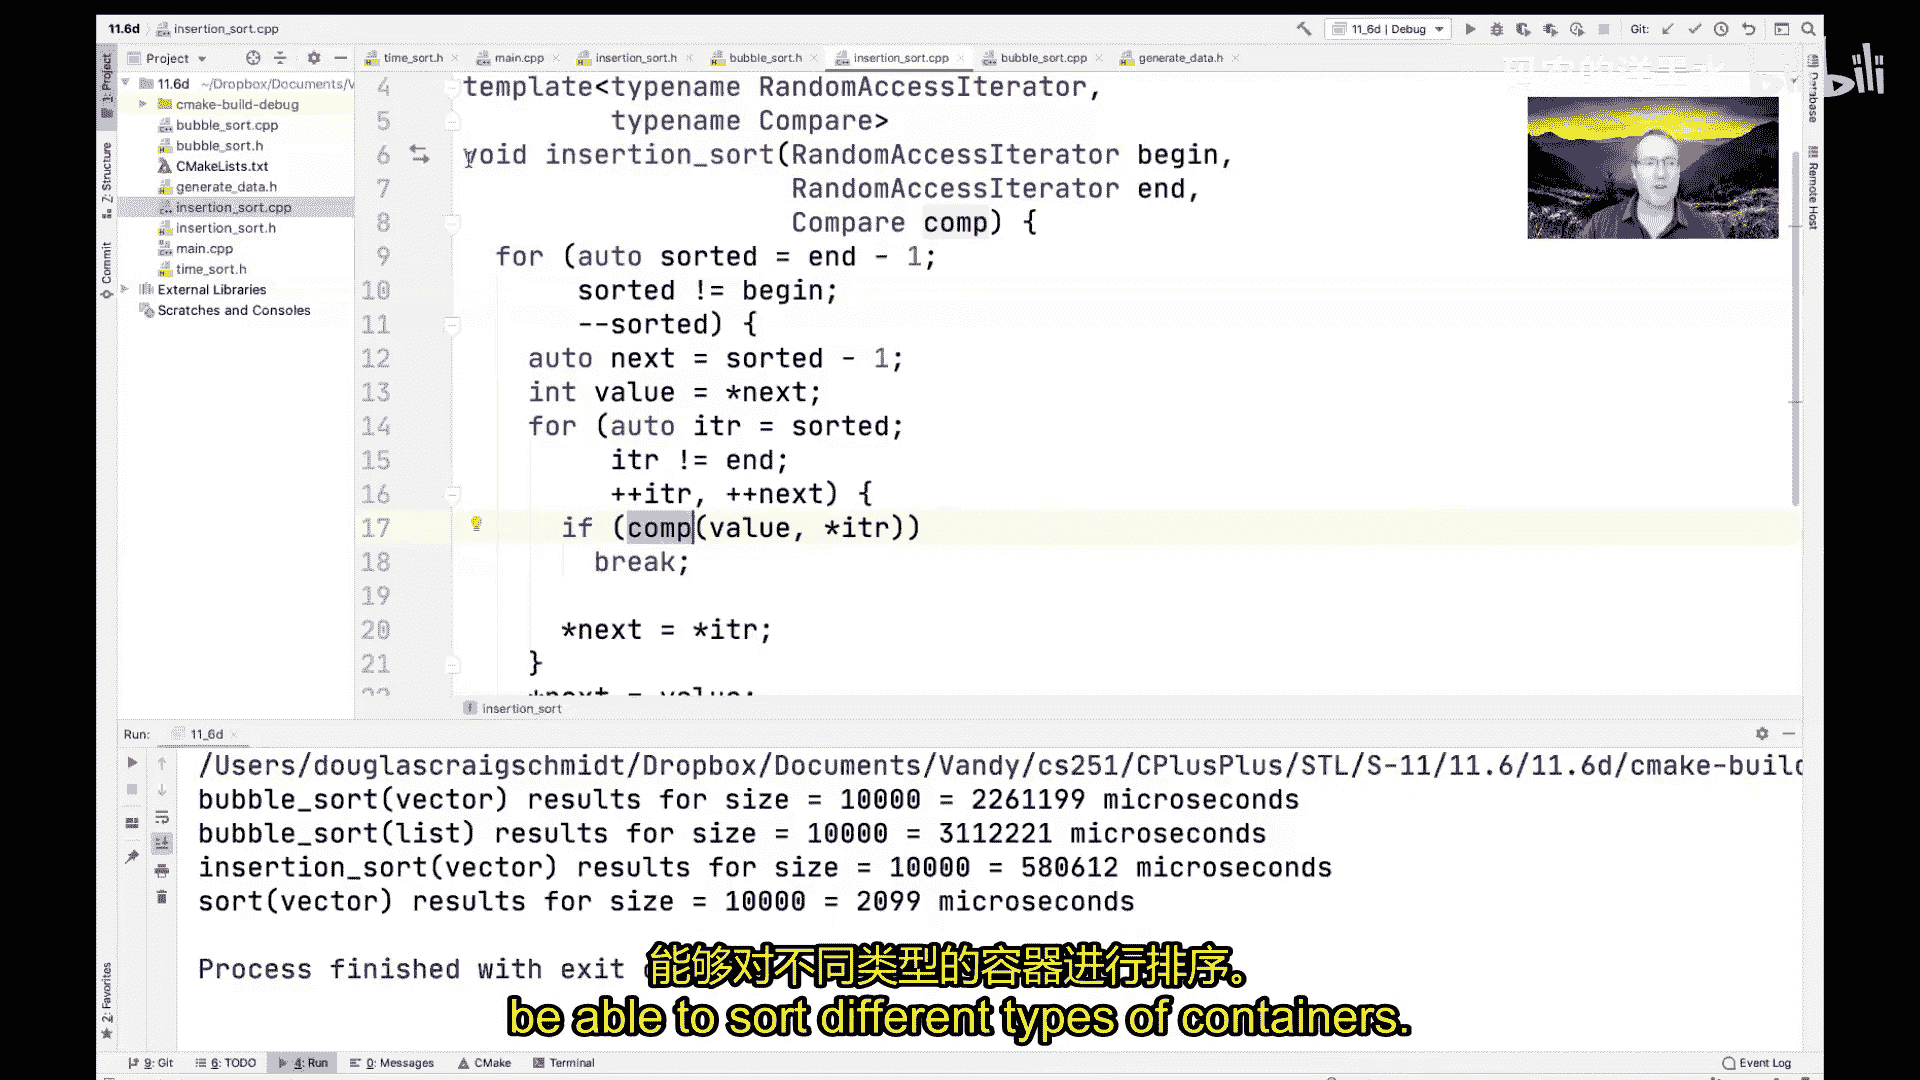 11.6d insertion_sort.cpp
11_6d | Debug
Git:
Project
time_sort.h
main.cpp
insertion_sort.h
bubble_sort.h
insertion_sort.cpp
bubble_sort.cpp
generate_data.h
1: Project
Z: Structure
Commit
2: Favorites
Database
Remote Host
11.6d ~/Dropbox/Documents/V
cmake-build-debug
bubble_sort.cpp
bubble_sort.h
CMakeLists.txt
generate_data.h
insertion_sort.cpp
insertion_sort.h
main.cpp
time_sort.h
External Libraries
Scratches and Consoles
4 template<typename RandomAccessIterator,
5 typename Compare>
6 void insertion_sort(RandomAccessIterator begin,
7 RandomAccessIterator end,
8 Compare comp) {
9 for (auto sorted = end - 1;
10 sorted != begin;
11 --sorted) {
12 auto next = sorted - 1;
13 int value = *next;
14 for (auto itr = sorted;
15 itr != end;
16 ++itr, ++next) {
17 if (comp(value, *itr))
18 break;
19
20 *next = *itr;
21 }
22 *next = value;
insertion_sort
Run: 11_6d
/Users/douglascraigschmidt/Dropbox/Documents/Vandy/cs251/CPlusPlus/STL/S-11/11.6/11.6d/cmake-build
bubble_sort(vector) results for size = 10000 = 2261199 microseconds
bubble_sort(list) results for size = 10000 = 3112221 microseconds
insertion_sort(vector) results for size = 10000 = 580612 microseconds
sort(vector) results for size = 10000 = 2099 microseconds
Process finished with exit
能够对不同类型的容器进行排序。
be able to sort different types of containers.
9: Git
6: TODO
4: Run
0: Messages
CMake
Terminal
Event Log